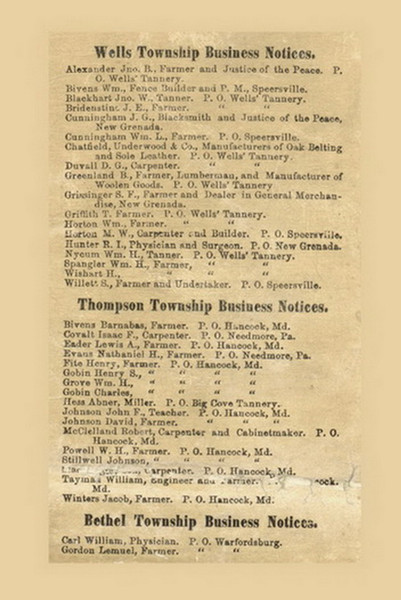 Wells Township Business Notices.
Alexander Jno. B., Farmer and Justice of the Peace. P.
O. Wells' Tannery.
Bivens Wm., Fence Builder and P. M., Speersville.
Blackhart Jno. W., Tanner. P. O. Wells' Tannery.
Bridenstine J. E., Farmer. " "
Cunningham J. G., Blacksmith and Justice of the Peace,
New Grenada.
Cunningham Wm. L., Farmer. P. O. Speersville.
Chatfield, Underwood & Co., Manufacturers of Oak Belting
and Sole Leather. P. O. Wells' Tannery.
Duvall D. G., Carpenter. " "
Greenland B., Farmer, Lumberman, and Manufacturer of
Woolen Goods. P. O. Wells' Tannery
Grissinger S. F., Farmer and Dealer in General Merchan-
dise, New Grenada.
Griffith T. Farmer. P. O. Wells' Tannery.
Horton Wm., Farmer. " "
Horton M. W., Carpenter and Builder. P. O. Speersville.
Hunter R. I., Physician and Surgeon. P. O. New Grenada.
Nycum Wm. H., Tanner. P. O. Wells' Tannery.
Spangler Wm. H., Farmer, " "
Wishart H., " " "
Willett S., Farmer and Undertaker. P. O. Speersville.
Thompson Township Business Notices.
Bivens Barnabas, Farmer. P. O. Hancock, Md.
Covalt Isaac F., Carpenter. P. O. Needmore, Pa.
Eader Lewis A., Farmer. P. O. Hancock, Md.
Evans Nathaniel H., Farmer. P. O. Needmore, Pa.
Fite Henry, Farmer. P. O. Hancock, Md.
Gobin Henry S., " " " "
Grove Wm. H., " " " "
Gobin Charles, " " " "
Hess Abner, Miller. P. O. Big Cove Tannery.
Johnson John F., Teacher. P. O. Hancock, Md.
Johnson David, Farmer. " " "
McClelland Robert, Carpenter and Cabinetmaker. P. O.
Hancock, Md.
Powell W. H., Farmer. P. O. Hancock, Md.
Stillwell Johnson, " " " "
Carpenter. P. O. Hancock, Md.
Tayman William, Engineer and Farmer.
Md.
Winters Jacob, Farmer. P. O. Hancock, Md.
Bethel Township Business Notices.
Carl William, Physician. P. O. Warfordsburg.
Gordon Lemuel, Farmer. " "